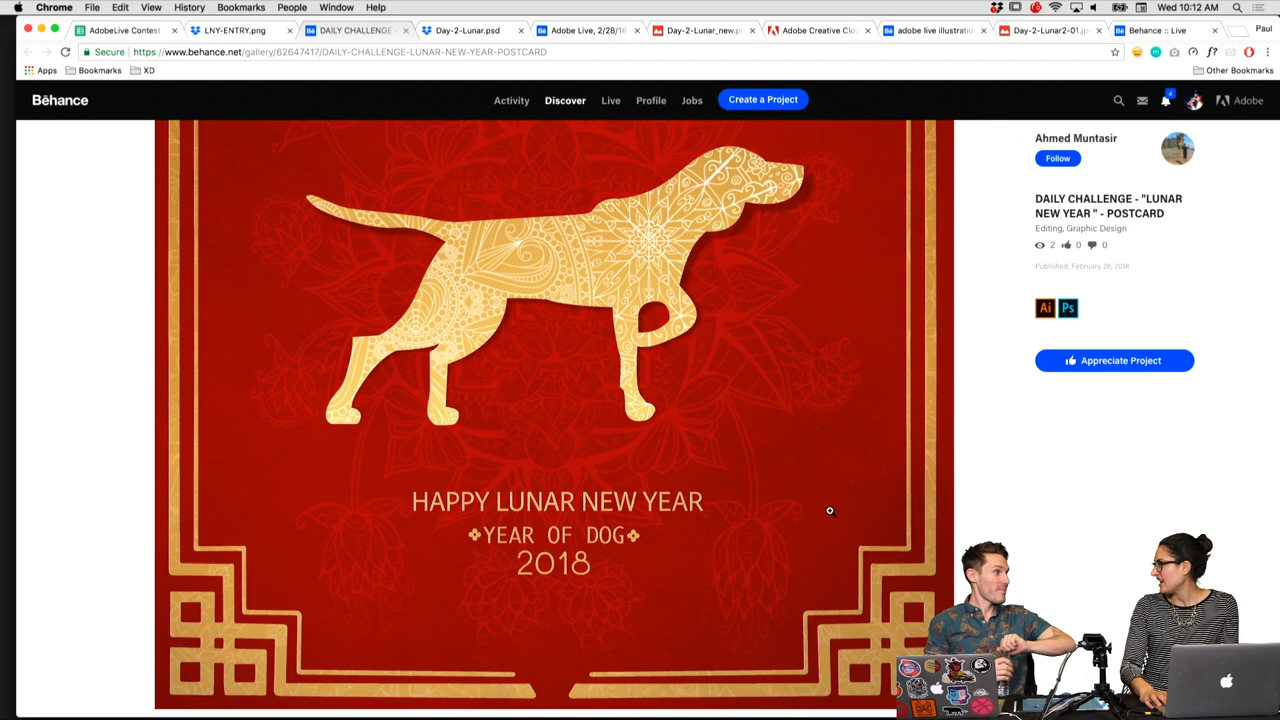 Chrome File Edit View History Bookmarks People Window Help
Wed 10:12 AM
AdobeLive Contest
LNY-ENTRY.png
DAILY CHALLENGE
Day-2-Lunar.psd
Adobe Live, 2/28/18
Day-2-Lunar_new.p
Adobe Creative Clo
adobe live illustratio
Day-2-Lunar2-01.j
Behance :: Live
Paul
Secure https://www.behance.net/gallery/62647417/DAILY-CHALLENGE-LUNAR-NEW-YEAR-POSTCARD
Apps Bookmarks XD Other Bookmarks
Bēhance Activity Discover Live Profile Jobs Create a Project 4 Adobe
Ahmed Muntasir
Follow
DAILY CHALLENGE - "LUNAR
NEW YEAR " - POSTCARD
Editing, Graphic Design
2 0 0
Published: February 28, 2018
Ai Ps
Appreciate Project
HAPPY LUNAR NEW YEAR
YEAR OF DOG
2018